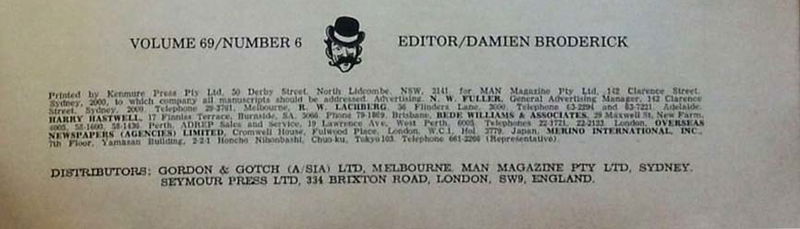 VOLUME 69/NUMBER 6 EDITOR/DAMIEN BRODERICK
Printed by Kenmure Press Pty Ltd, 50 Derby Street, North Lidcombe, NSW, 2141 for MAN Magazine Pty Ltd, 142 Clarence Street,
Sydney, 2000, to which company all manuscripts should be addressed. Advertising, N. W. FULLER, General Advertising Manager, 142 Clarence
Street, Sydney, 2000. Telephone 29-3701. Melbourne, R. W. LACHBERG, 36 Flinders Lane, 3000. Telephone 63-2294 and 63-7221. Adelaide,
HARRY HASTWELL, 17 Finniss Terrace, Burnside, SA, 5066. Phone 79-1869. Brisbane, BEDE WILLIAMS & ASSOCIATES, 29 Maxwell St, New Farm,
4005. 58-1660, 58-1436 Perth, ADREP Sales and Service, 19 Lawrence Ave, West Perth, 6005. Telephones 22-1721, 22-2133. London, OVERSEAS
NEWSPAPERS (AGENCIES) LIMITED, Cromwell House, Fulwood Place, London, W.C.1, Hol. 3779. Japan, MERINO INTERNATIONAL, INC.,
7th Floor, Yamasan Building, 2-2-1 Honcho Nihonbashi, Chuo-ku, Tokyo103. Telephone 661-2260 (Representative).
DISTRIBUTORS: GORDON & GOTCH (A/SIA) LTD, MELBOURNE. MAN MAGAZINE PTY LTD, SYDNEY.
SEYMOUR PRESS LTD, 334 BRIXTON ROAD, LONDON, SW9, ENGLAND.